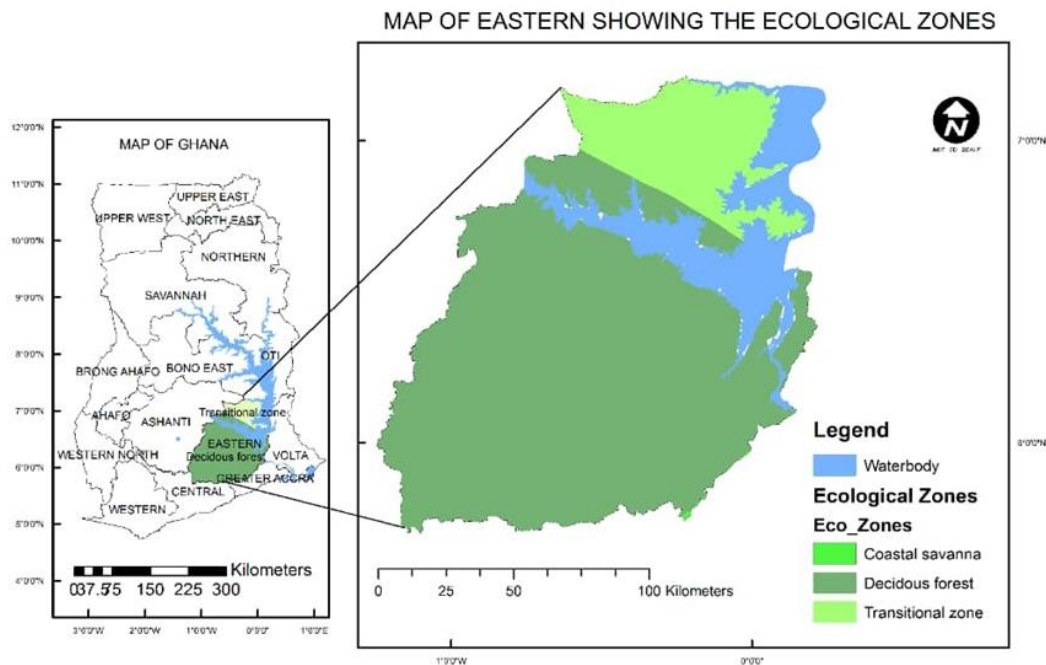 MAP OF EASTERN SHOWING THE ECOLOGICAL ZONES
MAP OF GHANA
12°0'0"N
11°0'0"N
10°0'0"N
9°0'0"N
8°0'0"N
7°0'0"N
6°0'0"N
5°0'0"N
4°0'0"N
UPPER EAST
UPPER WEST
NORTH EAST
NORTHERN
SAVANNAH
OTI
BONO EAST
BRONG AHAFO
AHAFO
ASHANTI
Transitional zone
EASTERN
Decidous forest
WESTERN NORTH
VOLTA
GREATER ACCRA
CENTRAL
WESTERN
037.575 150 225 300
Kilometers
3°0'0"W 2°0'0"W 1°0'0"W 0°0'0" 1°0'0"E
N
NOT TO SCALE
7°0'0"N
6°0'0"N
Legend
Waterbody
Ecological Zones
Eco_Zones
Coastal savanna
Decidous forest
Transitional zone
0 25 50 100 Kilometers
1°0'0"W 0°0'0"